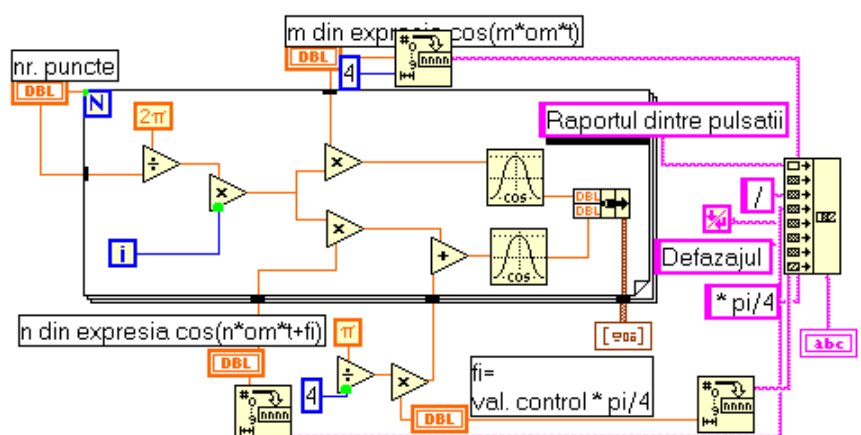 m din expresia cos(m*om*t)
DBL
4
nr. puncte
DBL
N
2π
Raportul dintre pulsatii
÷
×
×
COS
DBL
DBL
/
i
×
+
COS
Defazajul
* pi/4
n din expresia cos(n*om*t+fi)
π
abc
DBL
÷
×
4
fi=
val. control * pi/4
DBL